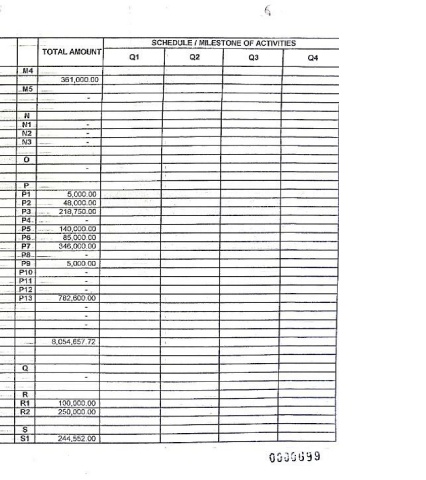 6
SCHEDULE / MILESTONE OF ACTIVITIES
TOTAL AMOUNT
Q1 Q2 Q3 Q4
M4
361,000.00
M5
-
N
N1 -
N2 -
N3 -
O
-
P
P1 5,000.00
P2 48,000.00
P3 218,750.00
P4 -
P5 140,000.00
P6 85,000.00
P7 346,000.00
P8 -
P9 5,000.00
P10 -
P11 -
P12 -
P13 782,600.00
-
-
-
8,054,657.72
Q
-
R
R1 100,000.00
R2 250,000.00
S
S1 244,552.00
0000699